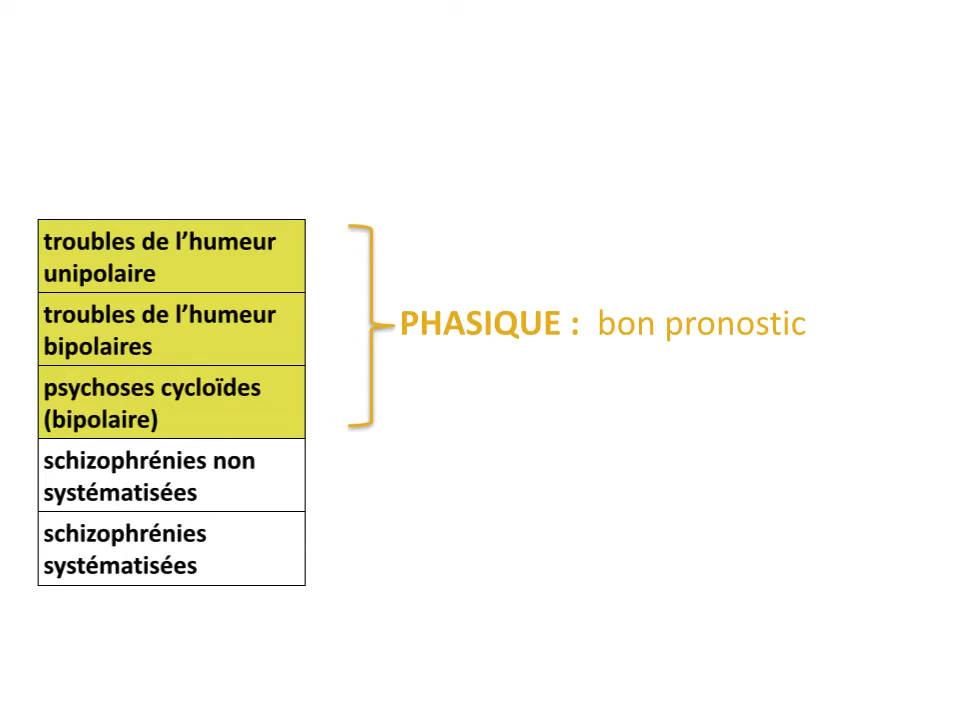 troubles de l’humeur
unipolaire
troubles de l’humeur
bipolaires
psychoses cycloïdes
(bipolaire)
schizophrénies non
systématisées
schizophrénies
systématisées
PHASIQUE : bon pronostic